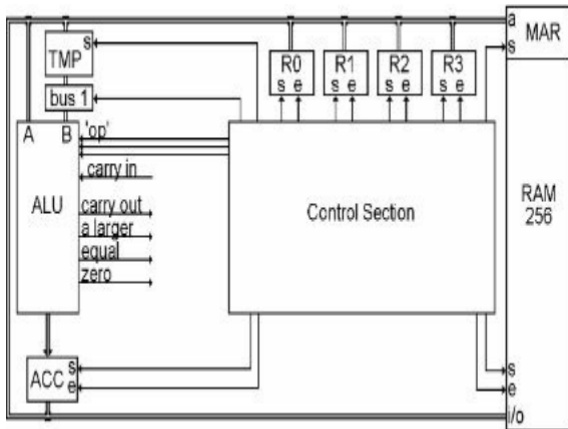 a
MAR
s
TMP
s
R0
s e
R1
s e
R2
s e
R3
s e
bus 1
A B
'op'
carry in
ALU
carry out
a larger
equal
zero
Control Section
RAM
256
ACC
s
e
s
e
i/o